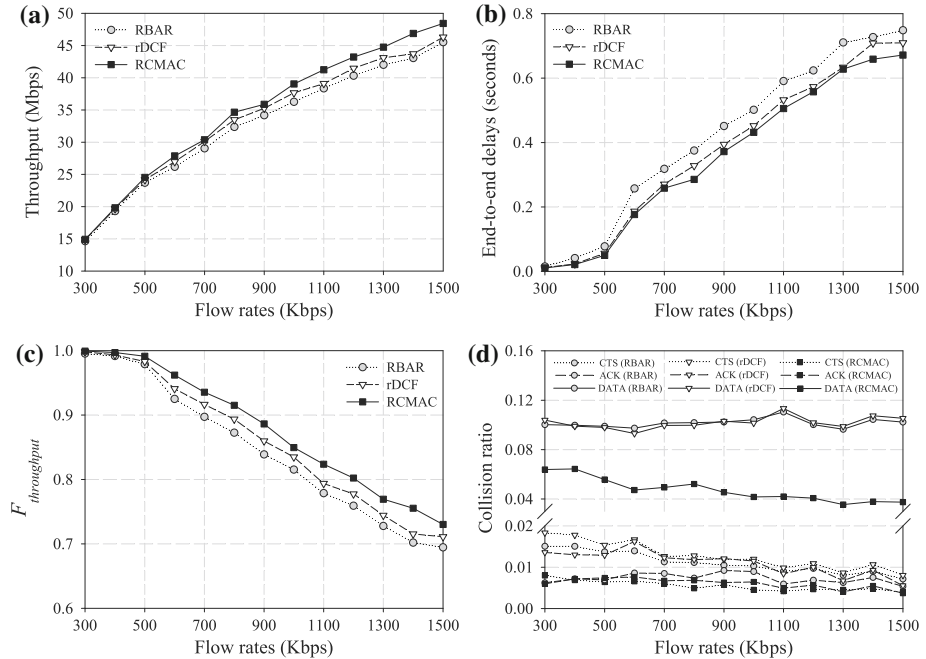 (a)
50
45
40
35
30
25
20
15
10
Throughput (Mbps)
RBAR
rDCF
RCMAC
300 500 700 900 1100 1300 1500
Flow rates (Kbps)
(b)
0.8
0.6
0.4
0.2
0.0
End-to-end delays (seconds)
RBAR
rDCF
RCMAC
300 500 700 900 1100 1300 1500
Flow rates (Kbps)
(c)
1.0
0.9
0.8
0.7
0.6
Fthroughput
RBAR
rDCF
RCMAC
300 500 700 900 1100 1300 1500
Flow rates (Kbps)
(d)
0.16
0.12
0.08
0.04
0.02
0.01
0.00
Collision ratio
CTS (RBAR) CTS (rDCF) CTS (RCMAC)
ACK (RBAR) ACK (rDCF) ACK (RCMAC)
DATA (RBAR) DATA (rDCF) DATA (RCMAC)
300 500 700 900 1100 1300 1500
Flow rates (Kbps)